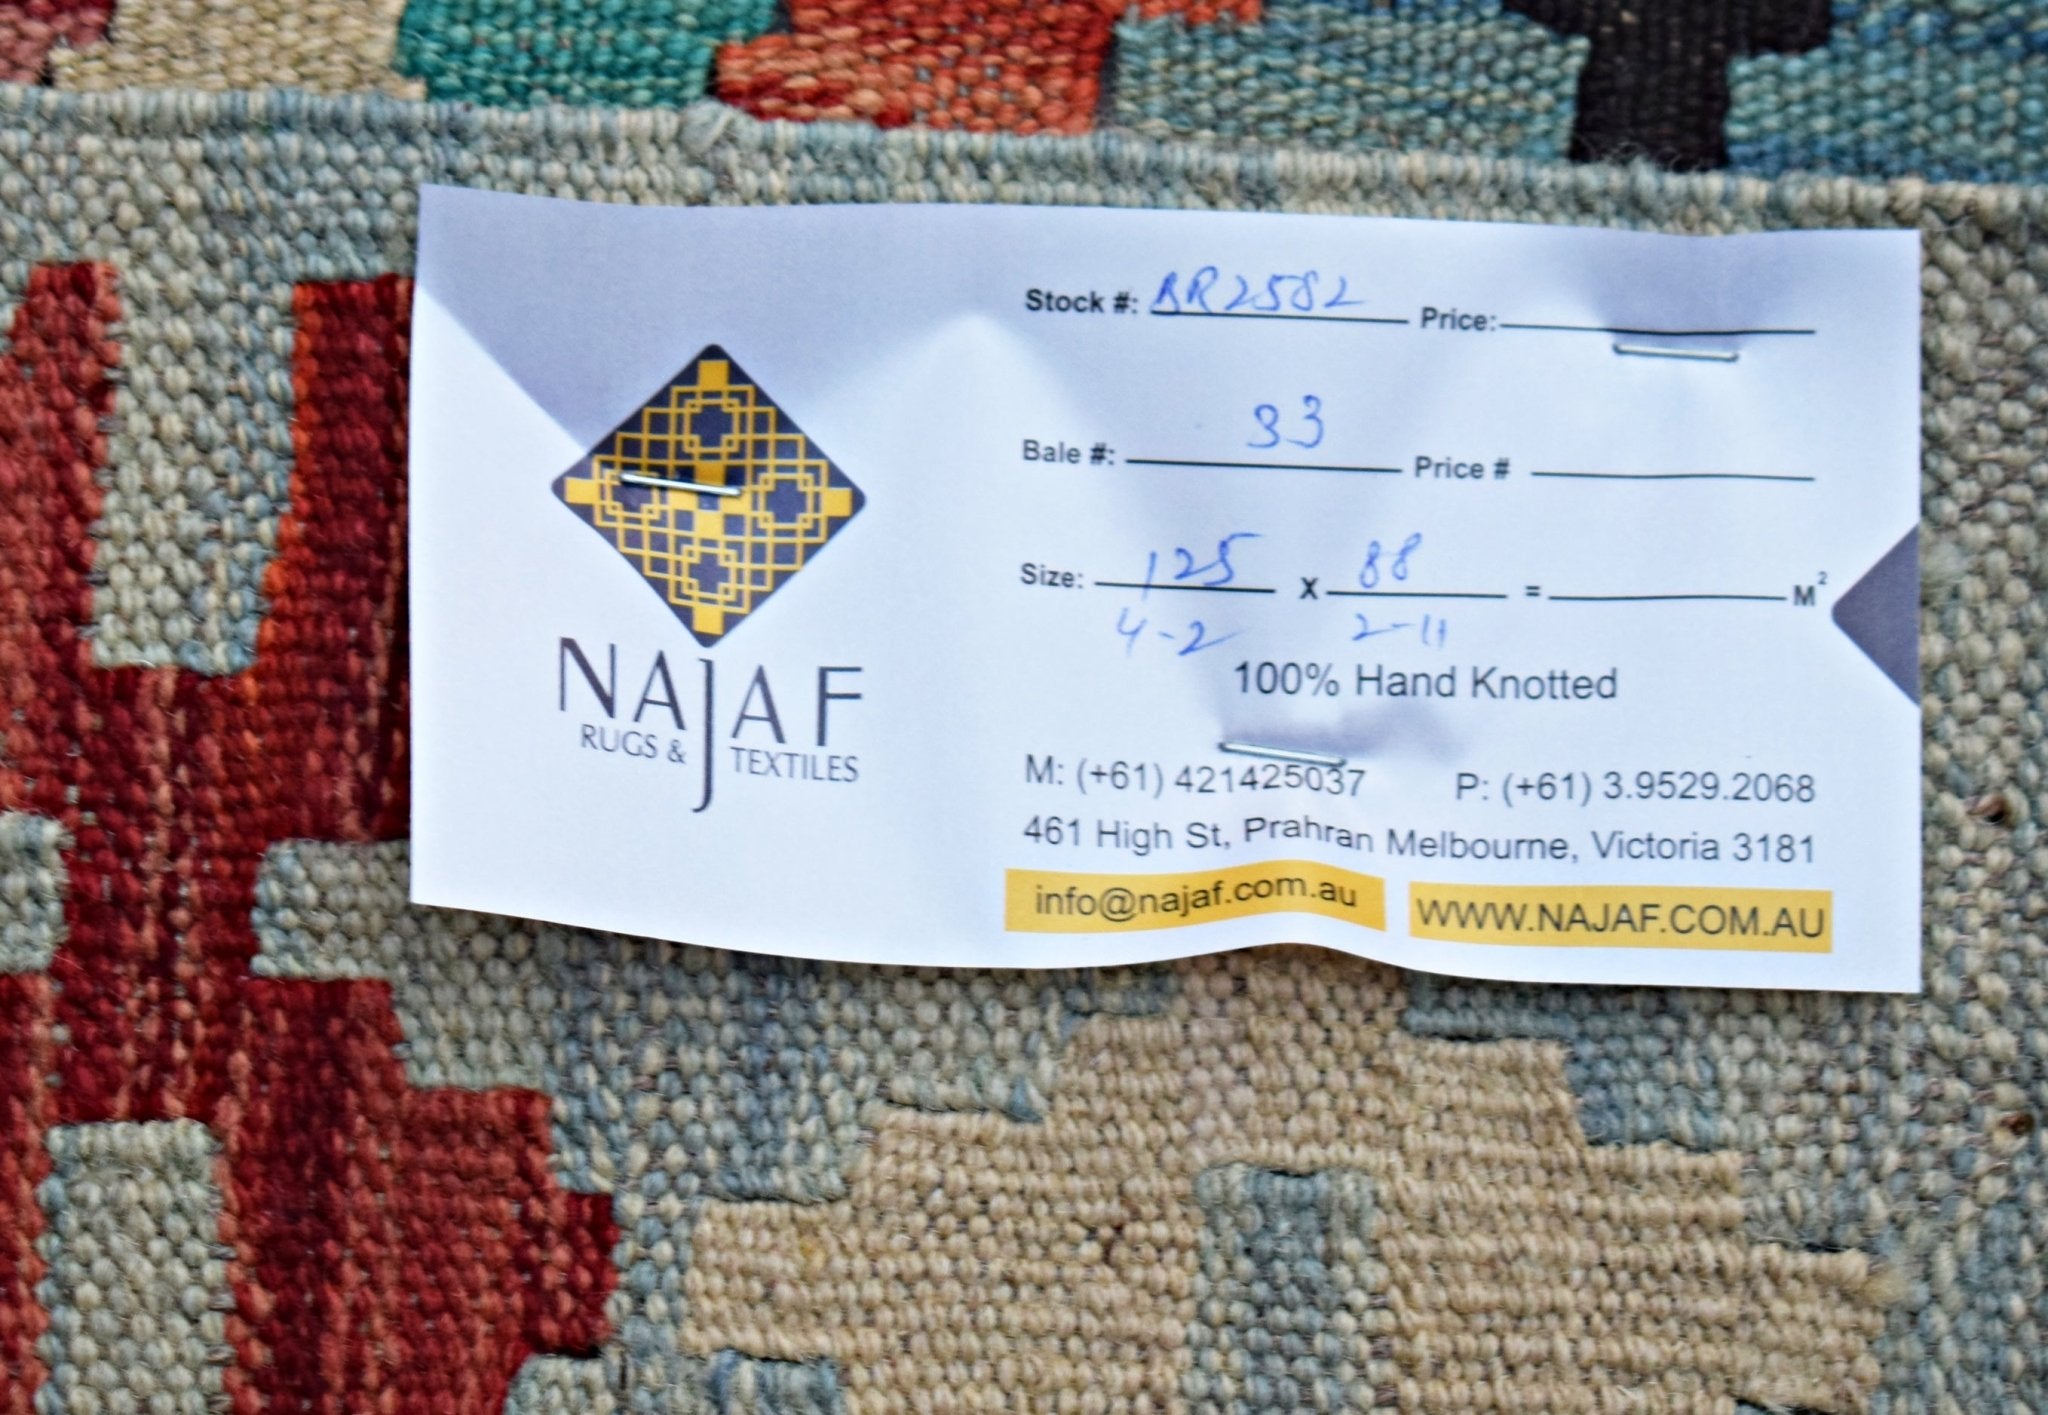 NAJAF
RUGS & TEXTILES
Stock #: BR2582 Price:
Bale #: 33 Price #
Size: 125 X 88 = M²
4-2 2-11
100% Hand Knotted
M: (+61) 421425037 P: (+61) 3.9529.2068
461 High St, Prahran Melbourne, Victoria 3181
info@najaf.com.au WWW.NAJAF.COM.AU